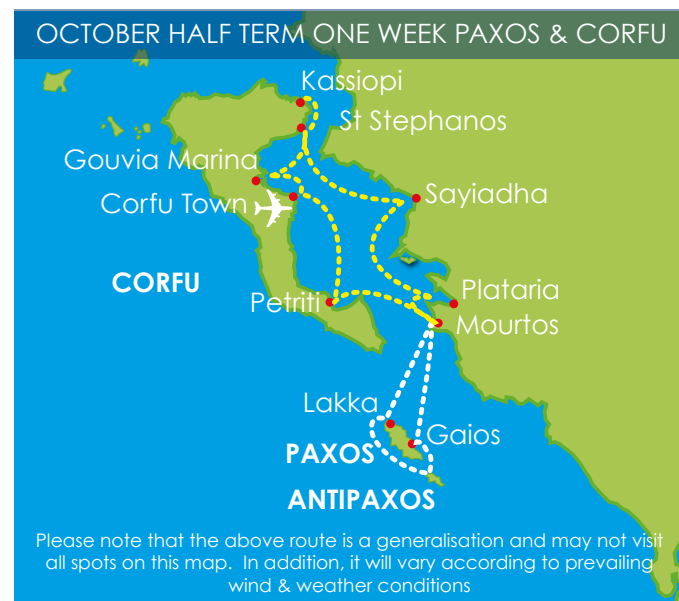 OCTOBER HALF TERM ONE WEEK PAXOS & CORFU
Kassiopi
St Stephanos
Gouvia Marina
Sayiadha
Corfu Town
CORFU
Plataria
Petriti
Mourtos
Lakka
Gaios
PAXOS
ANTIPAXOS
Please note that the above route is a generalisation and may not visit
all spots on this map.  In addition, it will vary according to prevailing
wind & weather conditions